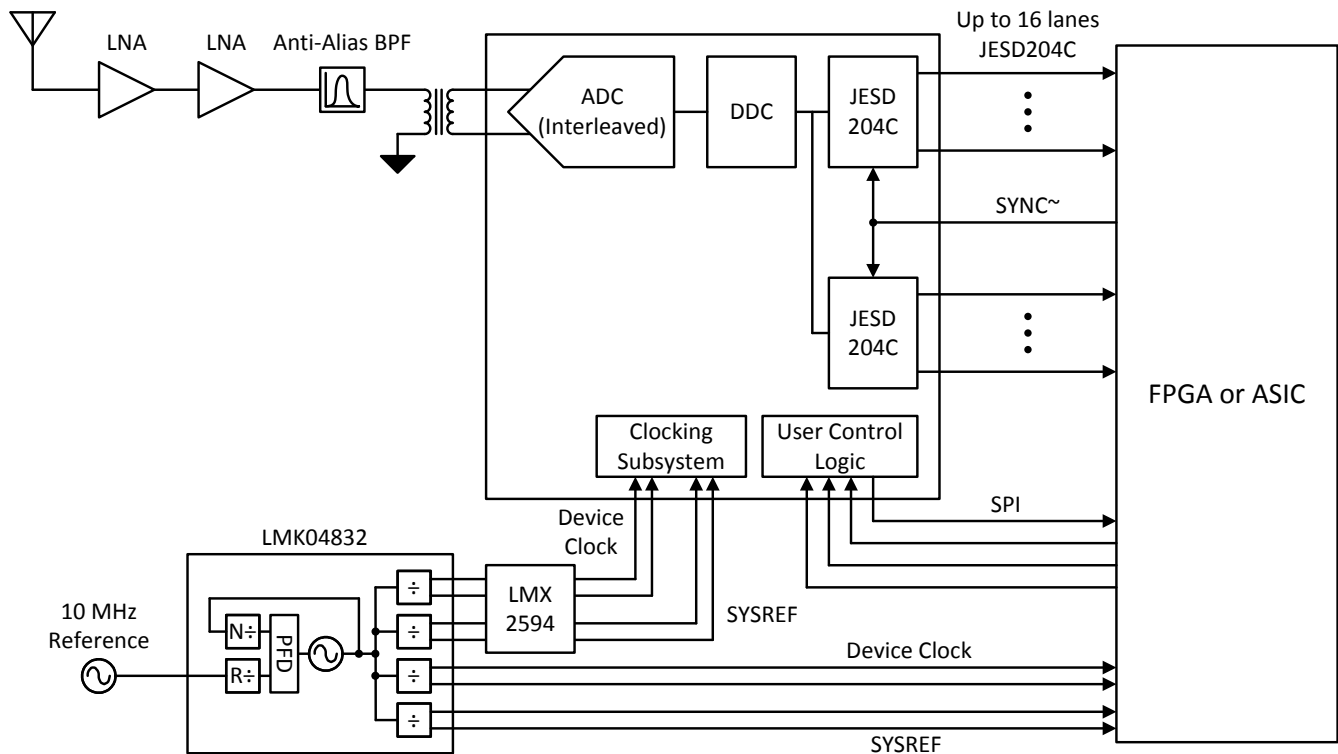 Up to 16 lanes
JESD204C
LNA
LNA
Anti-Alias BPF
ADC
(Interleaved)
DDC
JESD
204C
SYNC~
JESD
204C
FPGA or ASIC
Clocking
Subsystem
User Control
Logic
SPI
Device
Clock
LMK04832
LMX
2594
SYSREF
10 MHz
Reference
N÷
R÷
PFD
÷
÷
÷
÷
Device Clock
SYSREF